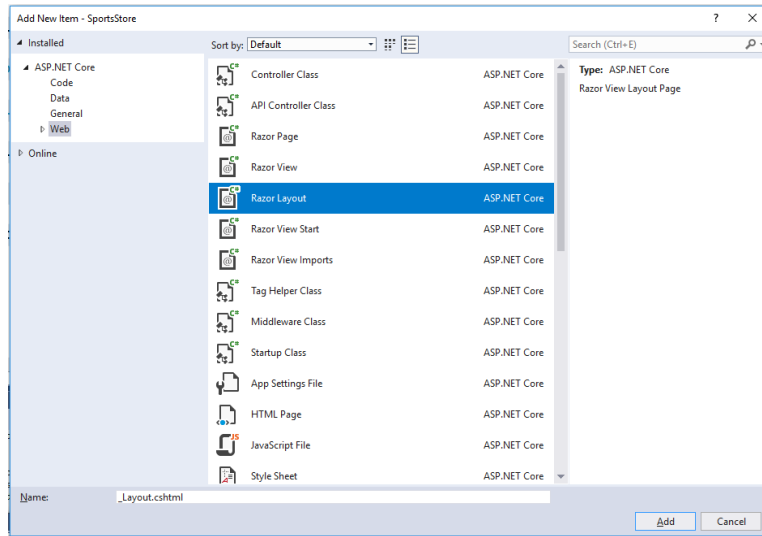 Add New Item - SportsStore ? ×
Installed
Sort by: Default
Search (Ctrl+E)
ASP.NET Core
Code
Data
General
Web
Online
C# Controller Class ASP.NET Core
API Controller Class ASP.NET Core
C# @ Razor Page ASP.NET Core
C# @ Razor View ASP.NET Core
C# @ Razor Layout ASP.NET Core
C# @ Razor View Start ASP.NET Core
C# @ Razor View Imports ASP.NET Core
C# Tag Helper Class ASP.NET Core
C# Middleware Class ASP.NET Core
C# Startup Class ASP.NET Core
App Settings File ASP.NET Core
HTML Page ASP.NET Core
JS JavaScript File ASP.NET Core
A Style Sheet ASP.NET Core
Type: ASP.NET Core
Razor View Layout Page
Name: _Layout.cshtml
Add Cancel